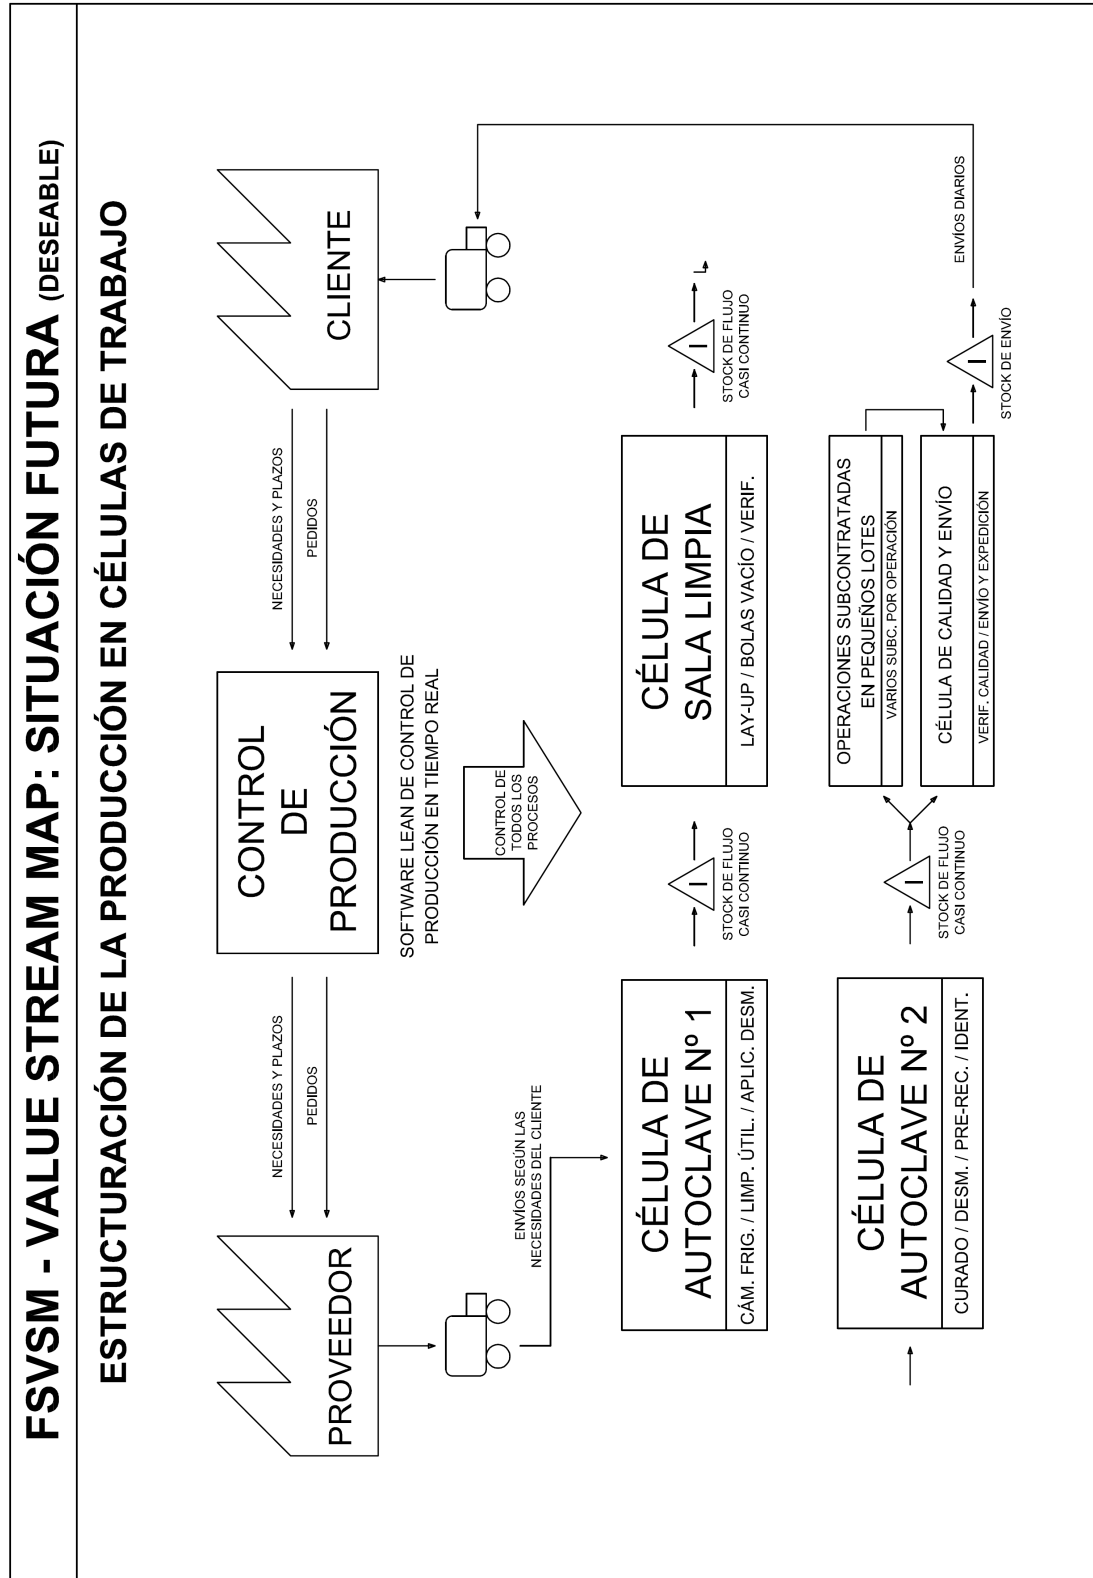 FSVSM - VALUE STREAM MAP: SITUACIÓN FUTURA (DESEABLE)
ESTRUCTURACIÓN DE LA PRODUCCIÓN EN CÉLULAS DE TRABAJO
PROVEEDOR
NECESIDADES Y PLAZOS
PEDIDOS
CONTROL
DE
PRODUCCIÓN
NECESIDADES Y PLAZOS
PEDIDOS
CLIENTE
SOFTWARE LEAN DE CONTROL DE
PRODUCCIÓN EN TIEMPO REAL
CONTROL DE
TODOS LOS
PROCESOS
ENVÍOS SEGÚN LAS
NECESIDADES DEL CLIENTE
CÉLULA DE
AUTOCLAVE Nº 1
CÁM. FRIG. / LIMP. ÚTIL. / APLIC. DESM.
I
STOCK DE FLUJO
CASI CONTINUO
CÉLULA DE
SALA LIMPIA
LAY-UP / BOLAS VACÍO / VERIF.
I
STOCK DE FLUJO
CASI CONTINUO
CÉLULA DE
AUTOCLAVE Nº 2
CURADO / DESM. / PRE-REC. / IDENT.
I
STOCK DE FLUJO
CASI CONTINUO
OPERACIONES SUBCONTRATADAS
EN PEQUEÑOS LOTES
VARIOS SUBC. POR OPERACIÓN
CÉLULA DE CALIDAD Y ENVÍO
VERIF. CALIDAD / ENVÍO Y EXPEDICIÓN
I
STOCK DE ENVÍO
ENVÍOS DIARIOS